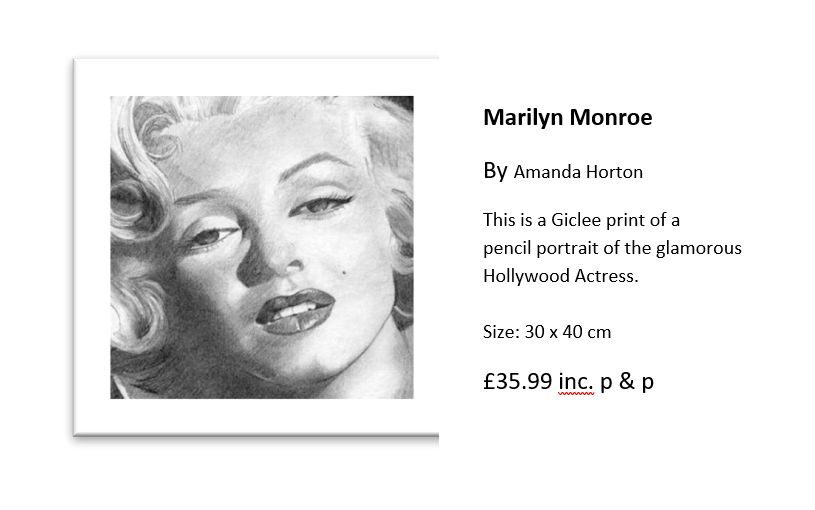 Marilyn Monroe
By Amanda Horton
This is a Giclee print of a
pencil portrait of the glamorous
Hollywood Actress.
Size: 30 x 40 cm
£35.99 inc. p & p